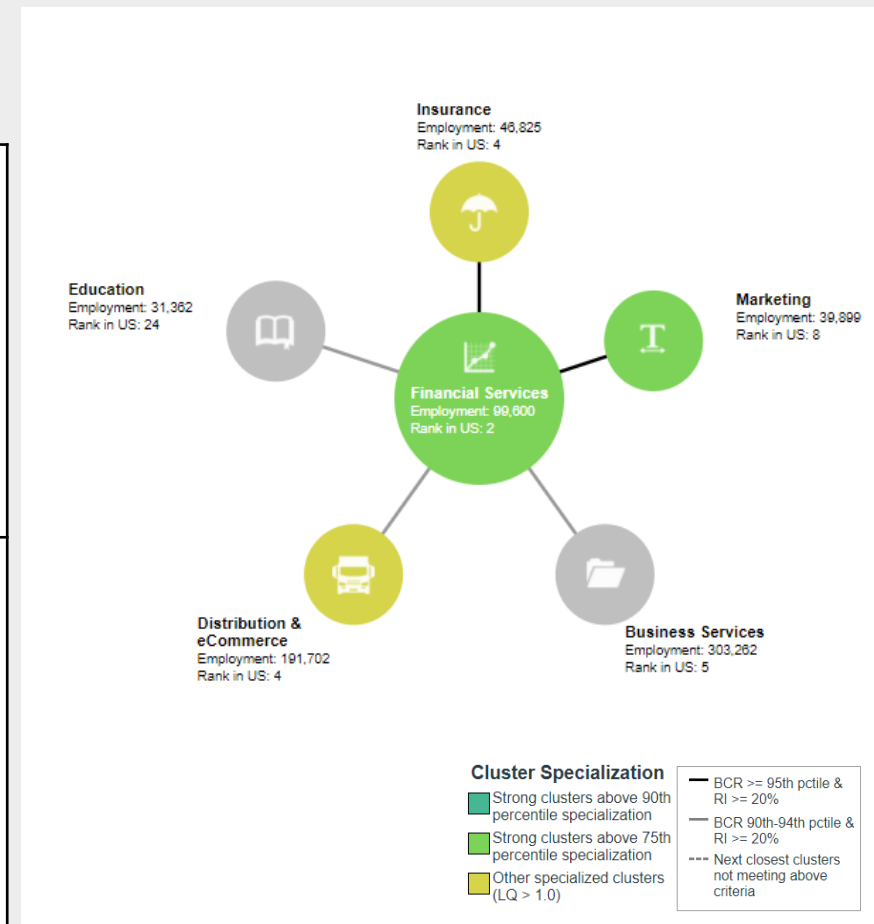 Insurance
Employment: 46,825
Rank in US: 4
Education
Employment: 31,362
Rank in US: 24
Marketing
Employment: 39,899
Rank in US: 8
T
Financial Services
Employment: 99,600
Rank in US: 2
Distribution &
eCommerce
Employment: 191,702
Rank in US: 4
Business Services
Employment: 303,262
Rank in US: 5
Cluster Specialization
Strong clusters above 90th
percentile specialization
Strong clusters above 75th
percentile specialization
Other specialized clusters
(LQ > 1.0)
BCR >= 95th pctile &
RI >= 20%
BCR 90th-94th pctile &
RI >= 20%
Next closest clusters
not meeting above
criteria